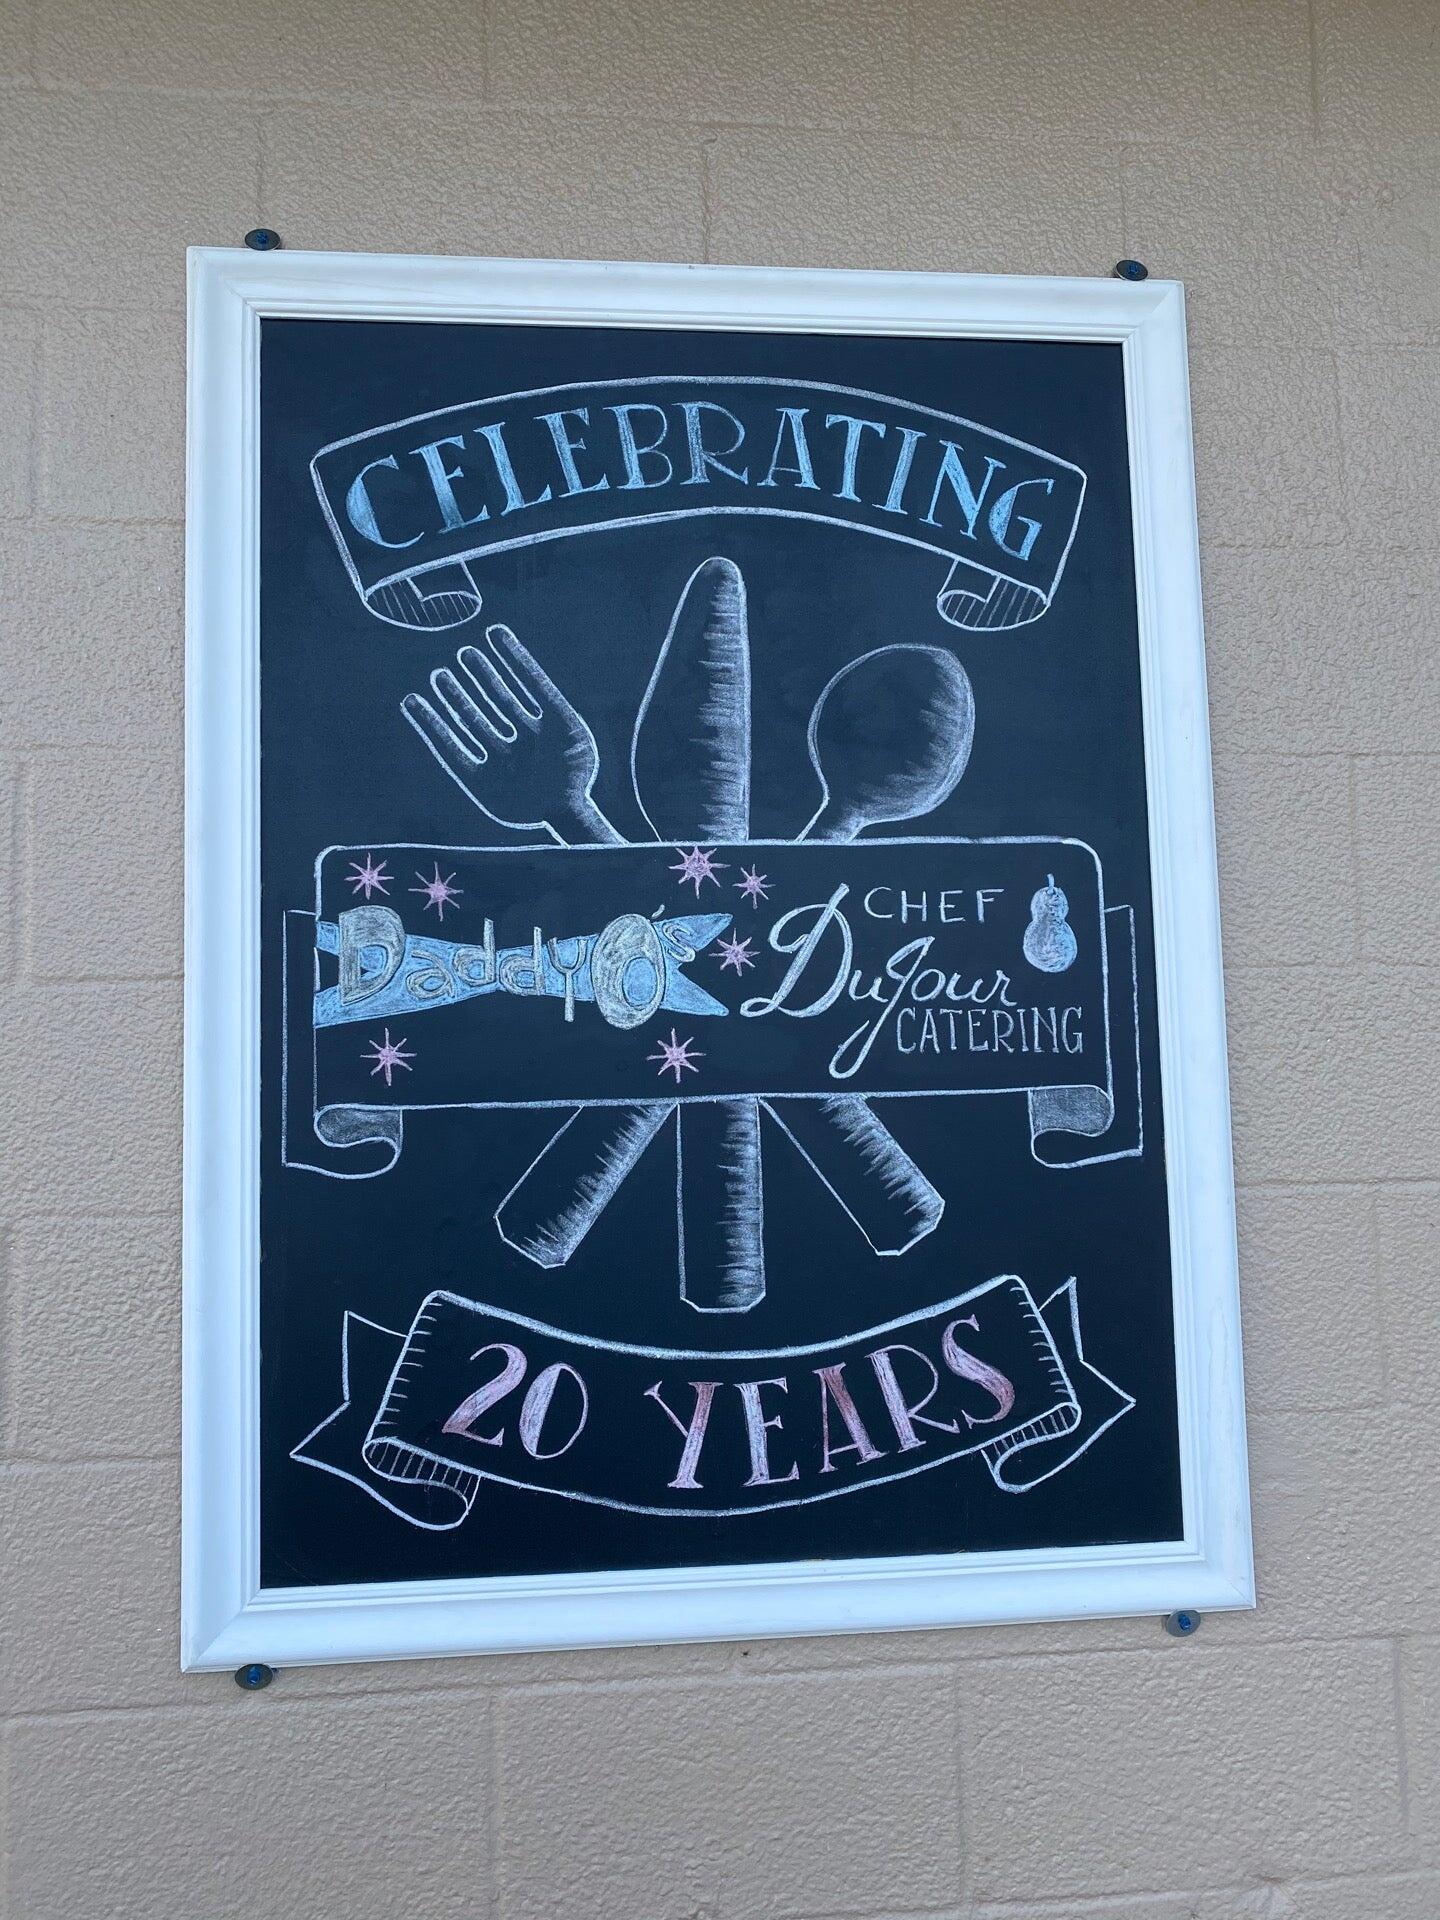 CELEBRATING
DaddyO's
CHEF
DuJour
CATERING
20 YEARS